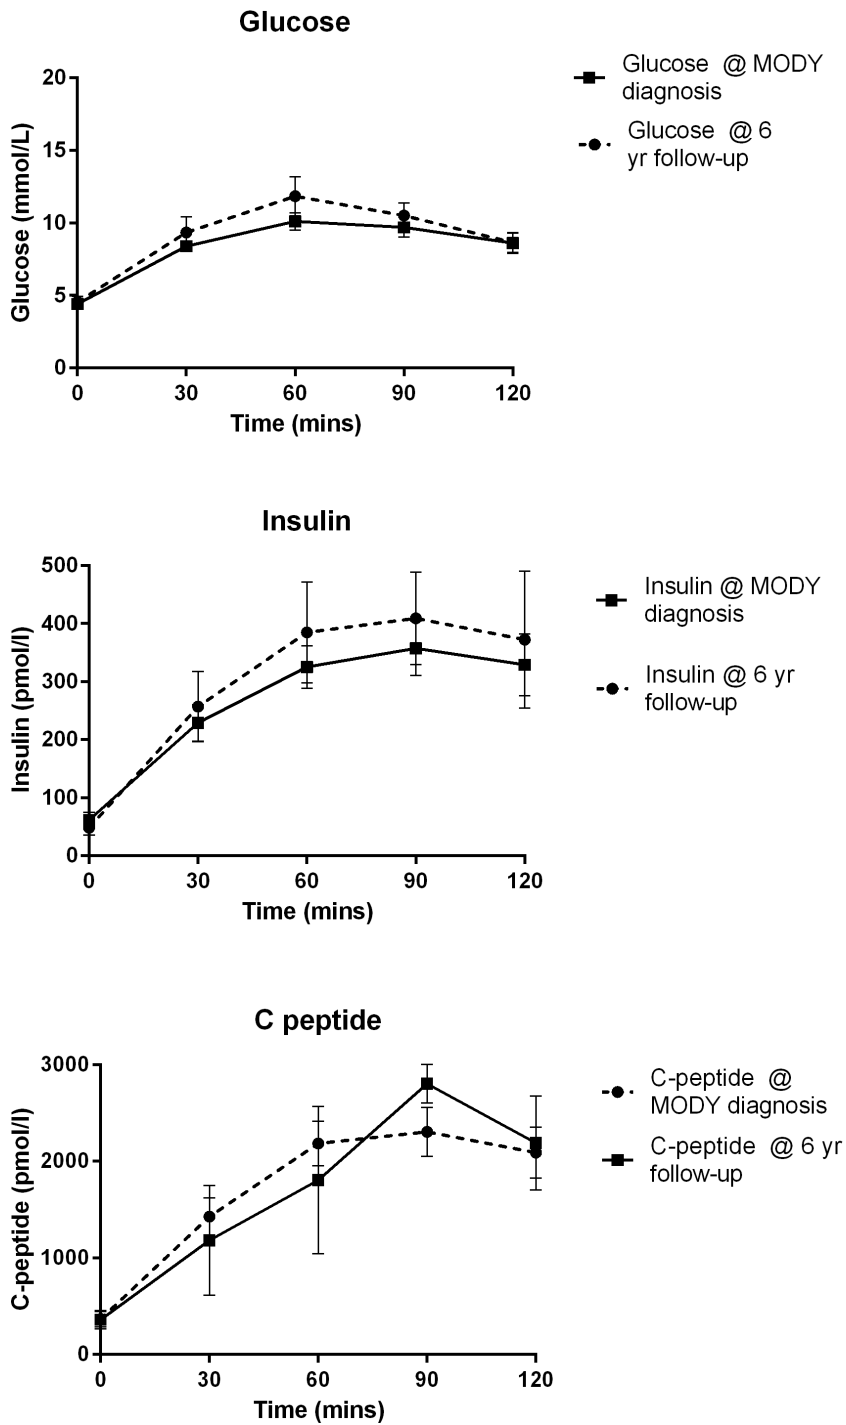 Glucose
Glucose @ MODY
diagnosis
Glucose @ 6
yr follow-up
20
15
10
5
0
Glucose (mmol/L)
0 30 60 90 120
Time (mins)
Insulin
Insulin @ MODY
diagnosis
Insulin @ 6 yr
follow-up
500
400
300
200
100
0
Insulin (pmol/l)
0 30 60 90 120
Time (mins)
C peptide
C-peptide @
MODY diagnosis
C-peptide @ 6 yr
follow-up
3000
2000
1000
0
C-peptide (pmol/l)
0 30 60 90 120
Time (mins)